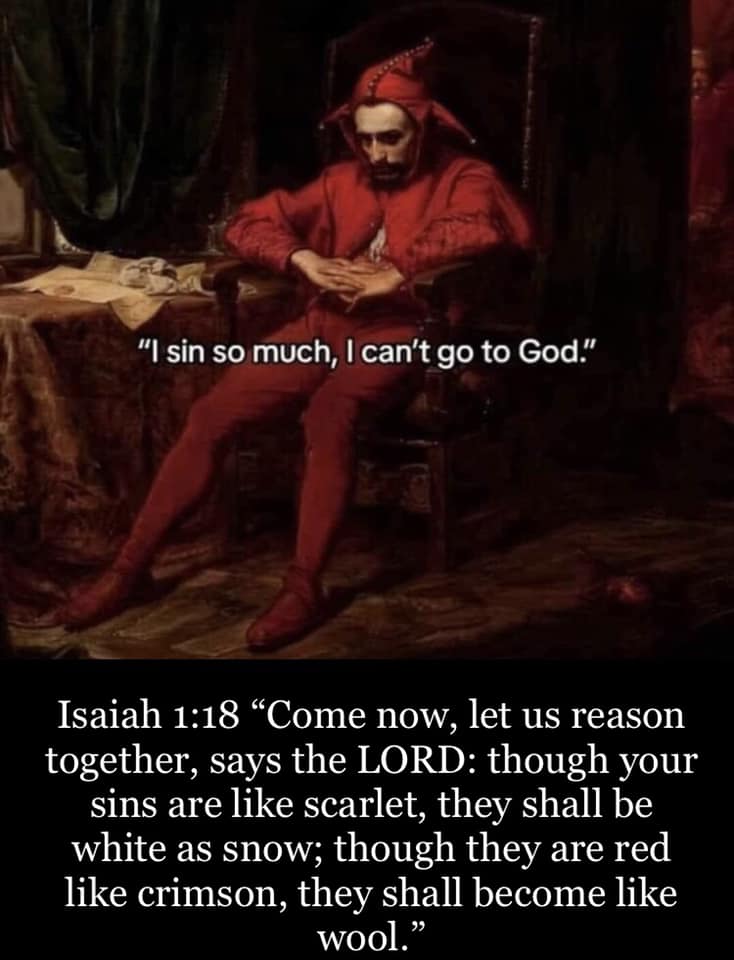 “I sin so much, I can’t go to God.”
Isaiah 1:18 “Come now, let us reason
together, says the LORD: though your
sins are like scarlet, they shall be
white as snow; though they are red
like crimson, they shall become like
wool.”